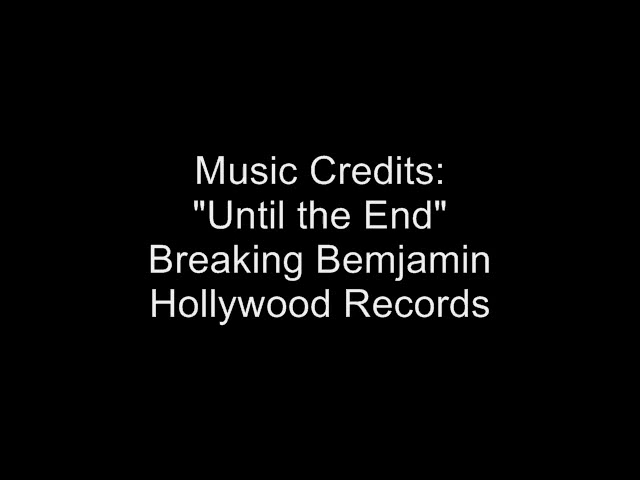 Music Credits:
"Until the End"
Breaking Bemjamin
Hollywood Records